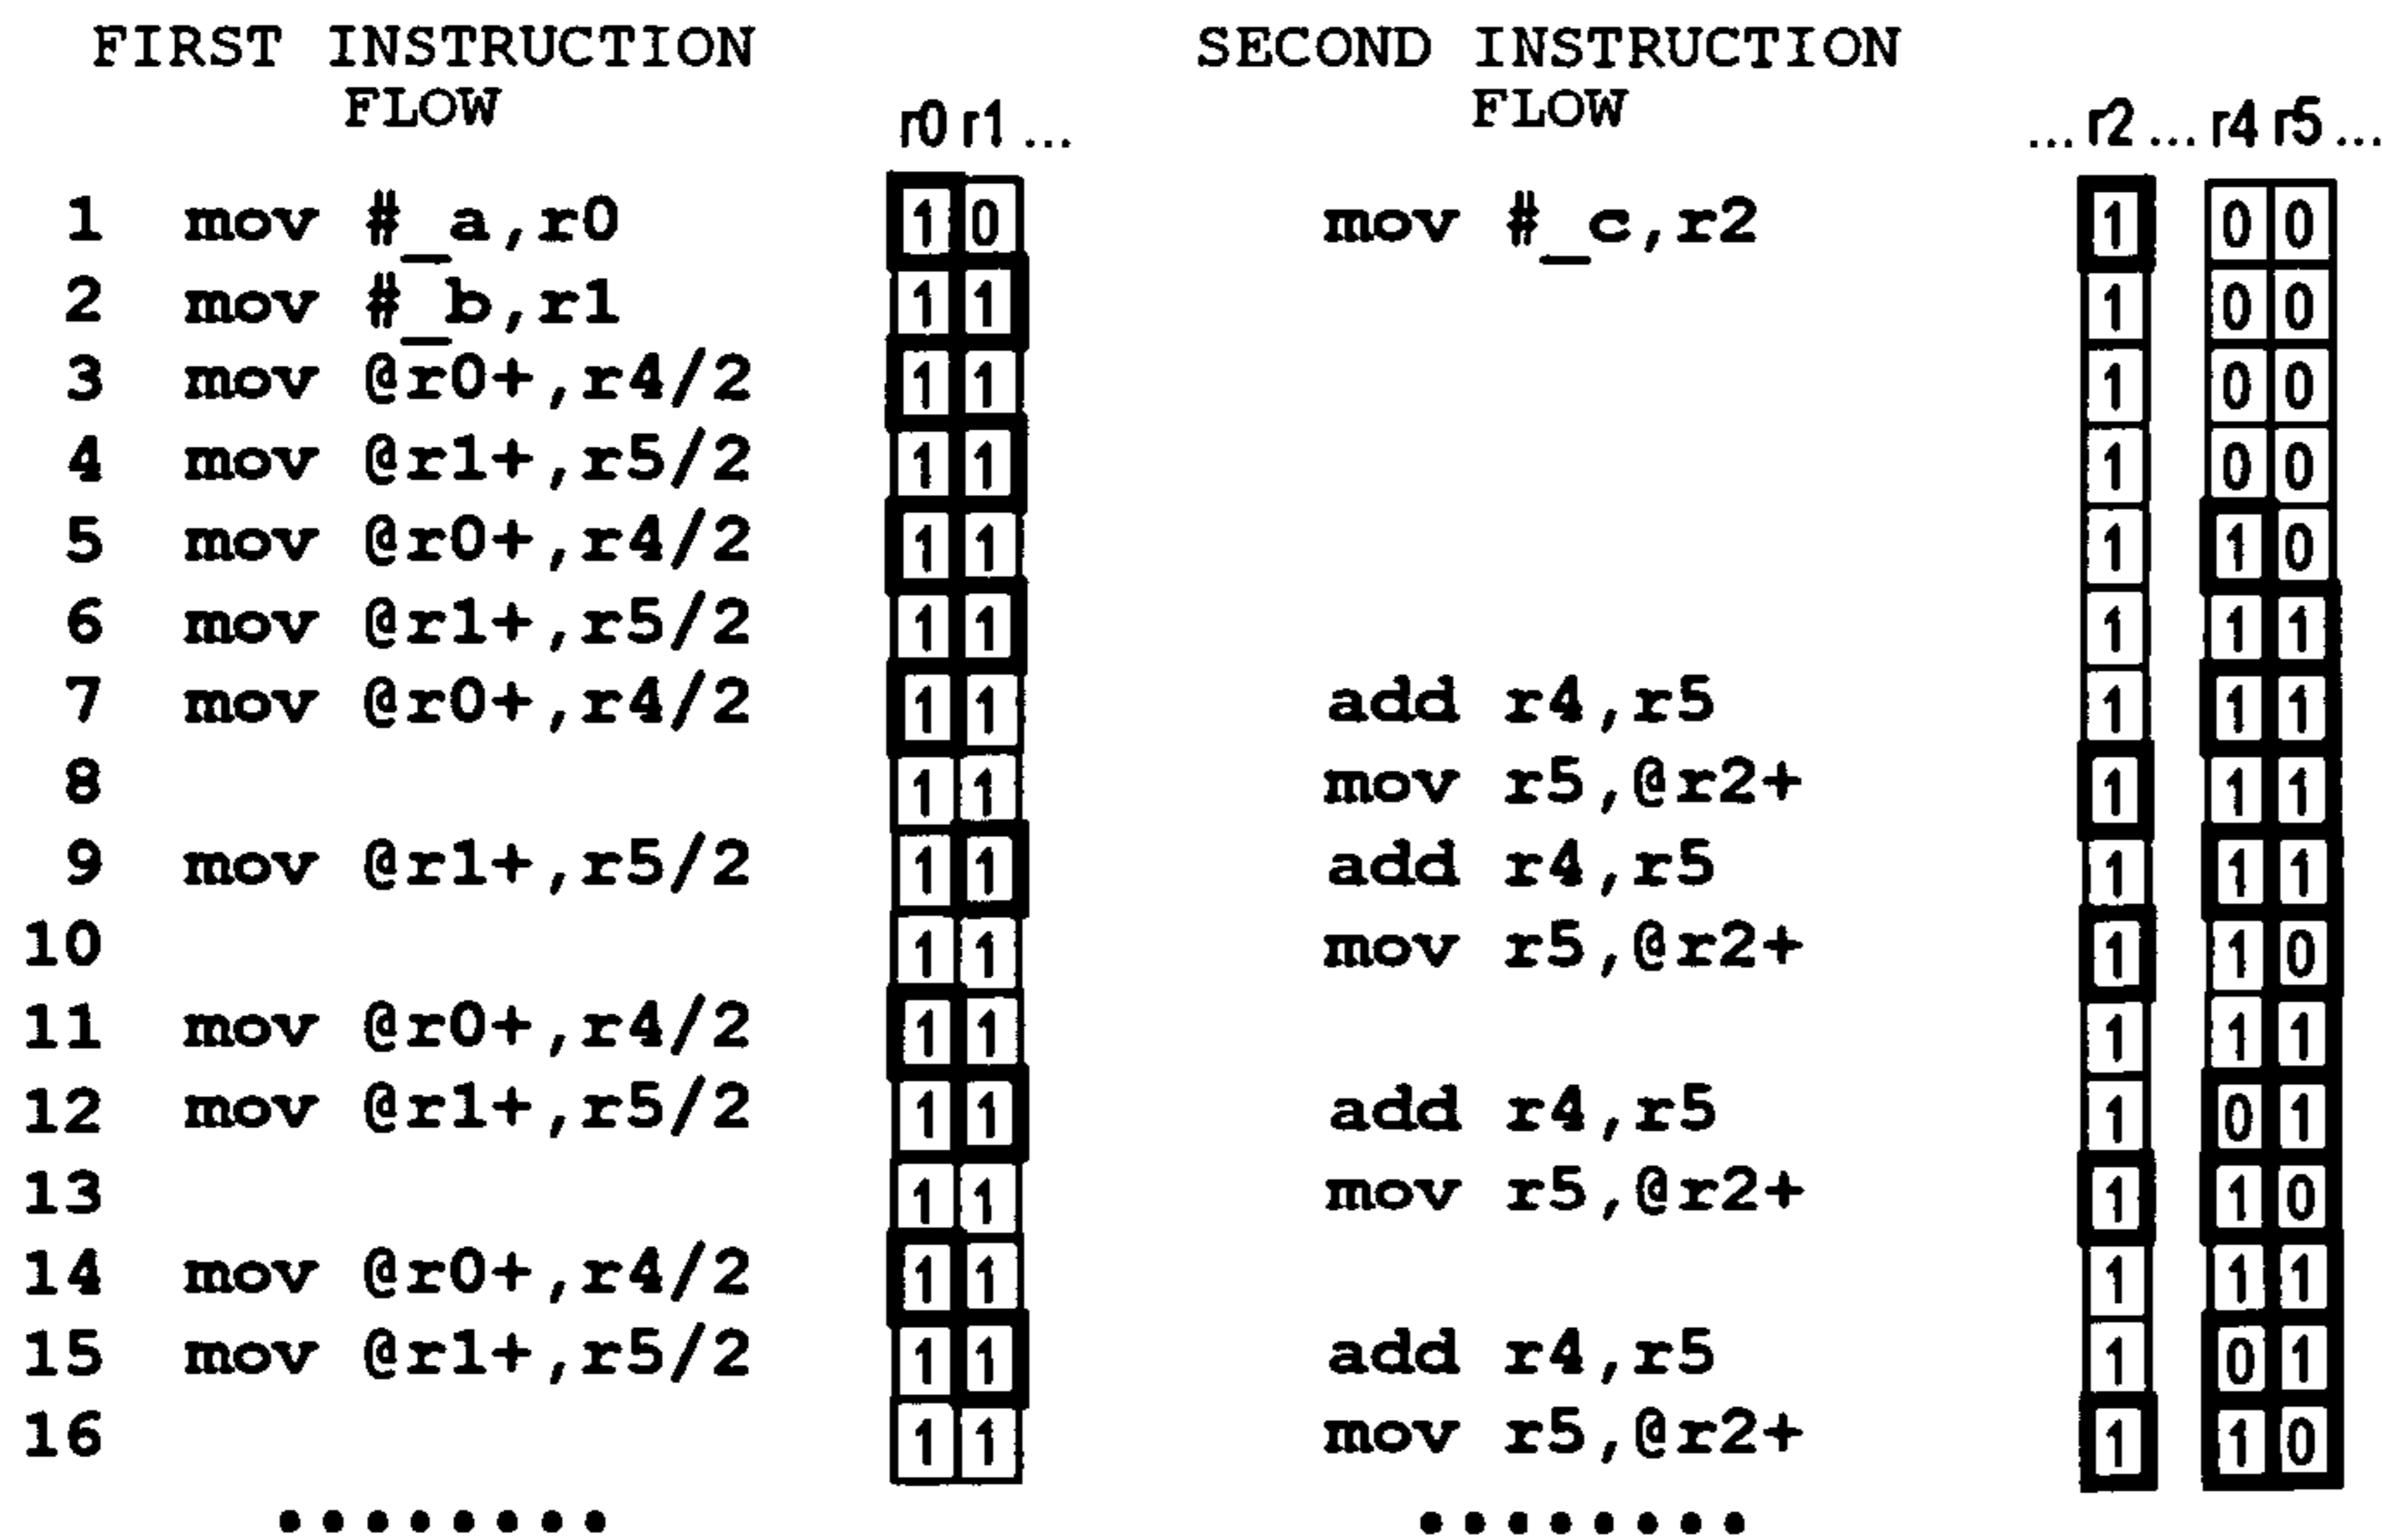 FIRST INSTRUCTION FLOW
SECOND INSTRUCTION FLOW
r0 r1 ...
... r2 ... r4 r5 ...
1 mov #_a,r0 1 0 mov #_c,r2 1 0 0
2 mov #_b,r1 1 1 1 0 0
3 mov @r0+,r4/2 1 1 1 0 0
4 mov @r1+,r5/2 1 1 1 0 0
5 mov @r0+,r4/2 1 1 1 1 0
6 mov @r1+,r5/2 1 1 1 1 1
7 mov @r0+,r4/2 1 1 add r4,r5 1 1 1
8 1 1 mov r5,@r2+ 1 1 1
9 mov @r1+,r5/2 1 1 add r4,r5 1 1 1
10 1 1 mov r5,@r2+ 1 1 0
11 mov @r0+,r4/2 1 1 1 1 1
12 mov @r1+,r5/2 1 1 add r4,r5 1 0 1
13 1 1 mov r5,@r2+ 1 1 0
14 mov @r0+,r4/2 1 1 1 1 1
15 mov @r1+,r5/2 1 1 add r4,r5 1 0 1
16 1 1 mov r5,@r2+ 1 1 0
........ ........